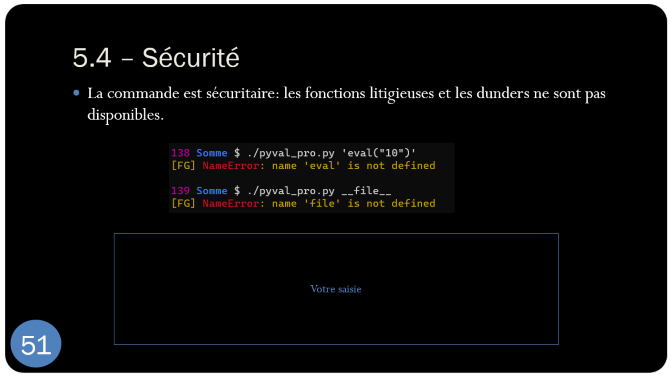 5.4 – Sécurité
La commande est sécuritaire: les fonctions litigieuses et les dunders ne sont pas
disponibles.
138 Somme $ ./pyval_pro.py 'eval("10")'
[FG] NameError: name 'eval' is not defined
139 Somme $ ./pyval_pro.py __file__
[FG] NameError: name 'file' is not defined
Votre saisie
51